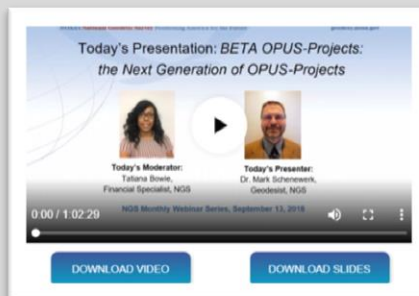 Today's Presentation: BETA OPUS-Projects:
the Next Generation of OPUS-Projects
Today's Moderator:
Tatiana Bowie,
Financial Specialist, NGS
Today's Presenter:
Dr. Mark Schenewerk,
Geodesist, NGS
NGS Monthly Webinar Series, September 13, 2018
0:00 / 1:02:29
DOWNLOAD VIDEO
DOWNLOAD SLIDES